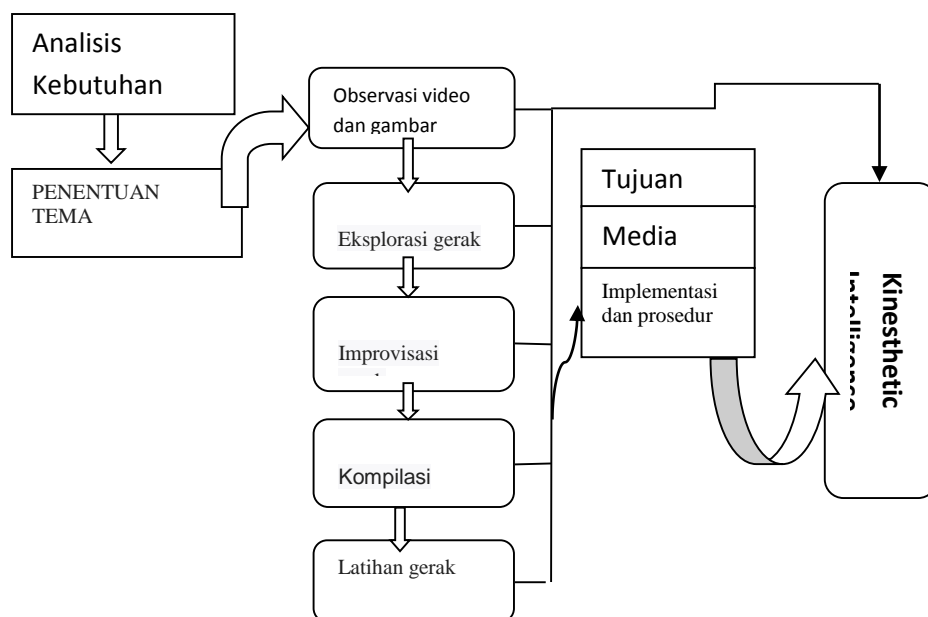 Analisis
Kebutuhan
PENENTUAN
TEMA
Observasi video
dan gambar
Eksplorasi gerak
Improvisasi
Kompilasi
Latihan gerak
Tujuan
Media
Implementasi
dan prosedur
Kinesthetic
Intelligence